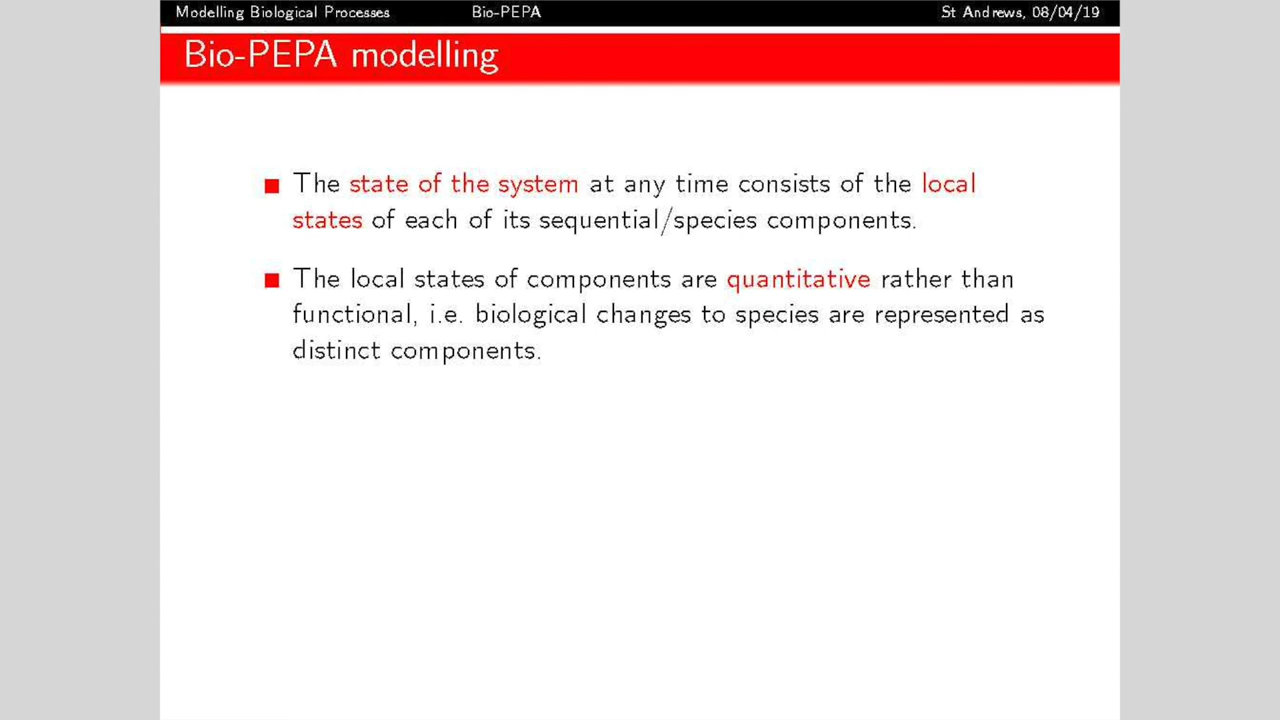 Modelling Biological Processes Bio-PEPA St Andrews, 08/04/19
Bio-PEPA modelling
The state of the system at any time consists of the local
states of each of its sequential/species components.
The local states of components are quantitative rather than
functional, i.e. biological changes to species are represented as
distinct components.